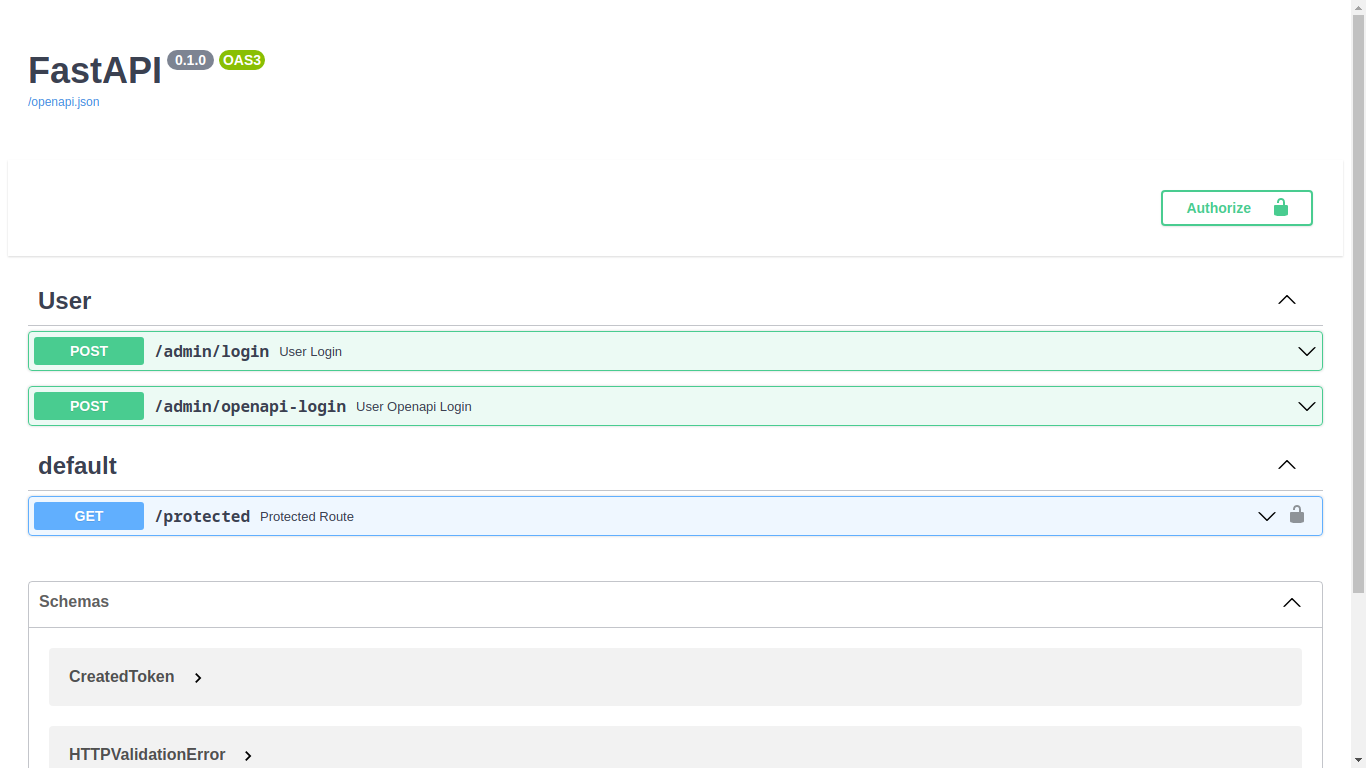 FastAPI 0.1.0 OAS3
/openapi.json
Authorize
User
POST /admin/login User Login
POST /admin/openapi-login User Openapi Login
default
GET /protected Protected Route
Schemas
CreatedToken
HTTPValidationError